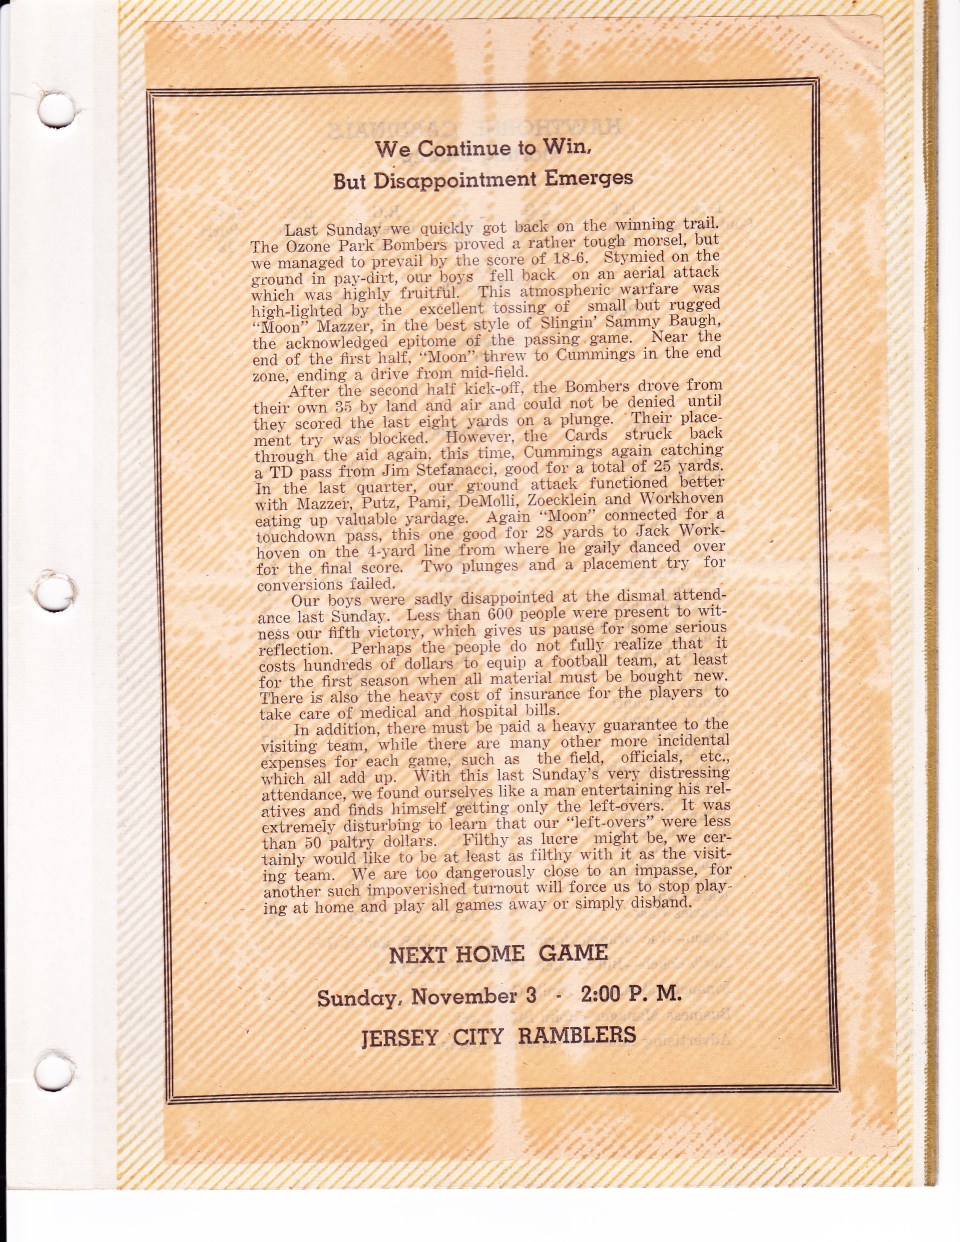 We Continue to Win,
But Disappointment Emerges
Last Sunday we quickly got back on the winning trail.
The Ozone Park Bombers proved a rather tough morsel, but
we managed to prevail by the score of 18-6. Stymied on the
ground in pay-dirt, our boys fell back on an aerial attack
which was highly fruitful. This atmospheric warfare was
high-lighted by the excellent tossing of small but rugged
"Moon" Mazzer, in the best style of Slingin' Sammy Baugh,
the acknowledged epitome of the passing game. Near the
end of the first half, "Moon" threw to Cummings in the end
zone, ending a drive from mid-field.
After the second half kick-off, the Bombers drove from
their own 35 by land and air and could not be denied until
they scored the last eight yards on a plunge. Their place-
ment try was blocked. However, the Cards struck back
through the aid again, this time, Cummings again catching
a TD pass from Jim Stefanacci, good for a total of 25 yards.
In the last quarter, our ground attack functioned better
with Mazzer, Putz, Pami, DeMolli, Zoecklein and Workhoven
eating up valuable yardage. Again "Moon" connected for a
touchdown pass, this one good for 28 yards to Jack Work-
hoven on the 4-yard line from where he gaily danced over
for the final score. Two plunges and a placement try for
conversions failed.
Our boys were sadly disappointed at the dismal attend-
ance last Sunday. Less than 600 people were present to wit-
ness our fifth victory, which gives us pause for some serious
reflection. Perhaps the people do not fully realize that it
costs hundreds of dollars to equip a football team, at least
for the first season when all material must be bought new.
There is also the heavy cost of insurance for the players to
take care of medical and hospital bills.
In addition, there must be paid a heavy guarantee to the
visiting team, while there are many other more incidental
expenses for each game, such as the field, officials, etc.,
which all add up. With this last Sunday's very distressing
attendance, we found ourselves like a man entertaining his rel-
atives and finds himself getting only the left-overs. It was
extremely disturbing to learn that our "left-overs" were less
than 50 paltry dollars. Filthy as lucre might be, we cer-
tainly would like to be at least as filthy with it as the visit-
ing team. We are too dangerously close to an impasse, for
another such impoverished turnout will force us to stop play-
ing at home and play all games away or simply disband.
NEXT HOME GAME
Sunday, November 3 - 2:00 P. M.
JERSEY CITY RAMBLERS